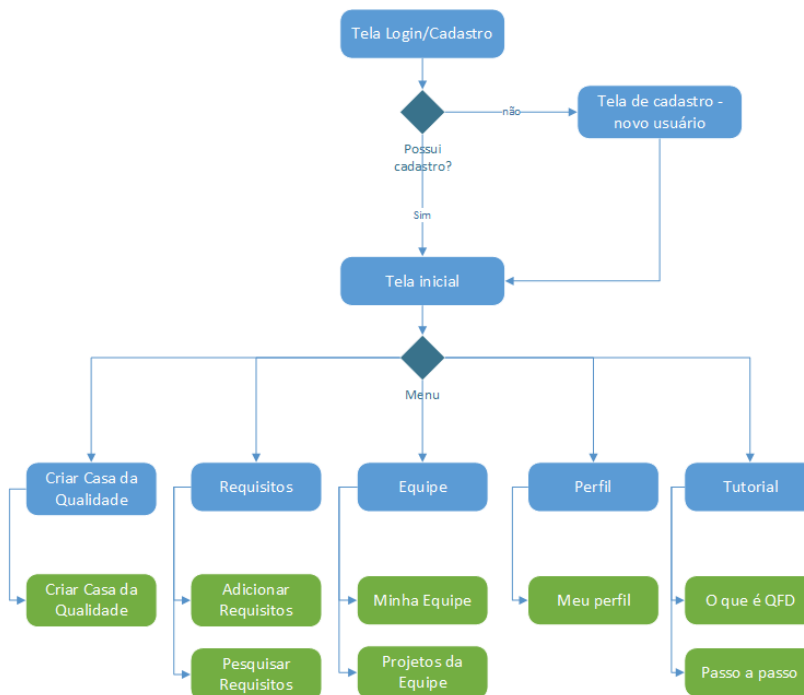 Tela Login/Cadastro
não
Tela de cadastro -
novo usuário
Possui
cadastro?
Sim
Tela inicial
Menu
Criar Casa da
Qualidade
Requisitos
Equipe
Perfil
Tutorial
Criar Casa da
Qualidade
Adicionar
Requisitos
Minha Equipe
Meu perfil
O que é QFD
Pesquisar
Requisitos
Projetos da
Equipe
Passo a passo